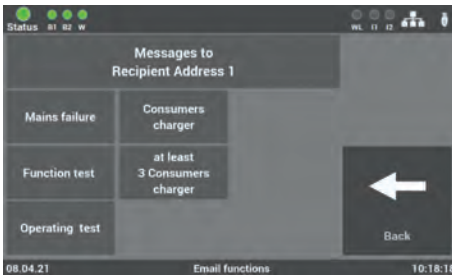 Status B1 B2 W WL I1 I2
Messages to
Recipient Address 1
Mains failure
Consumers
charger
Function test
at least
3 Consumers
charger
Operating test
Back
08.04.21 Email functions 10:18:18